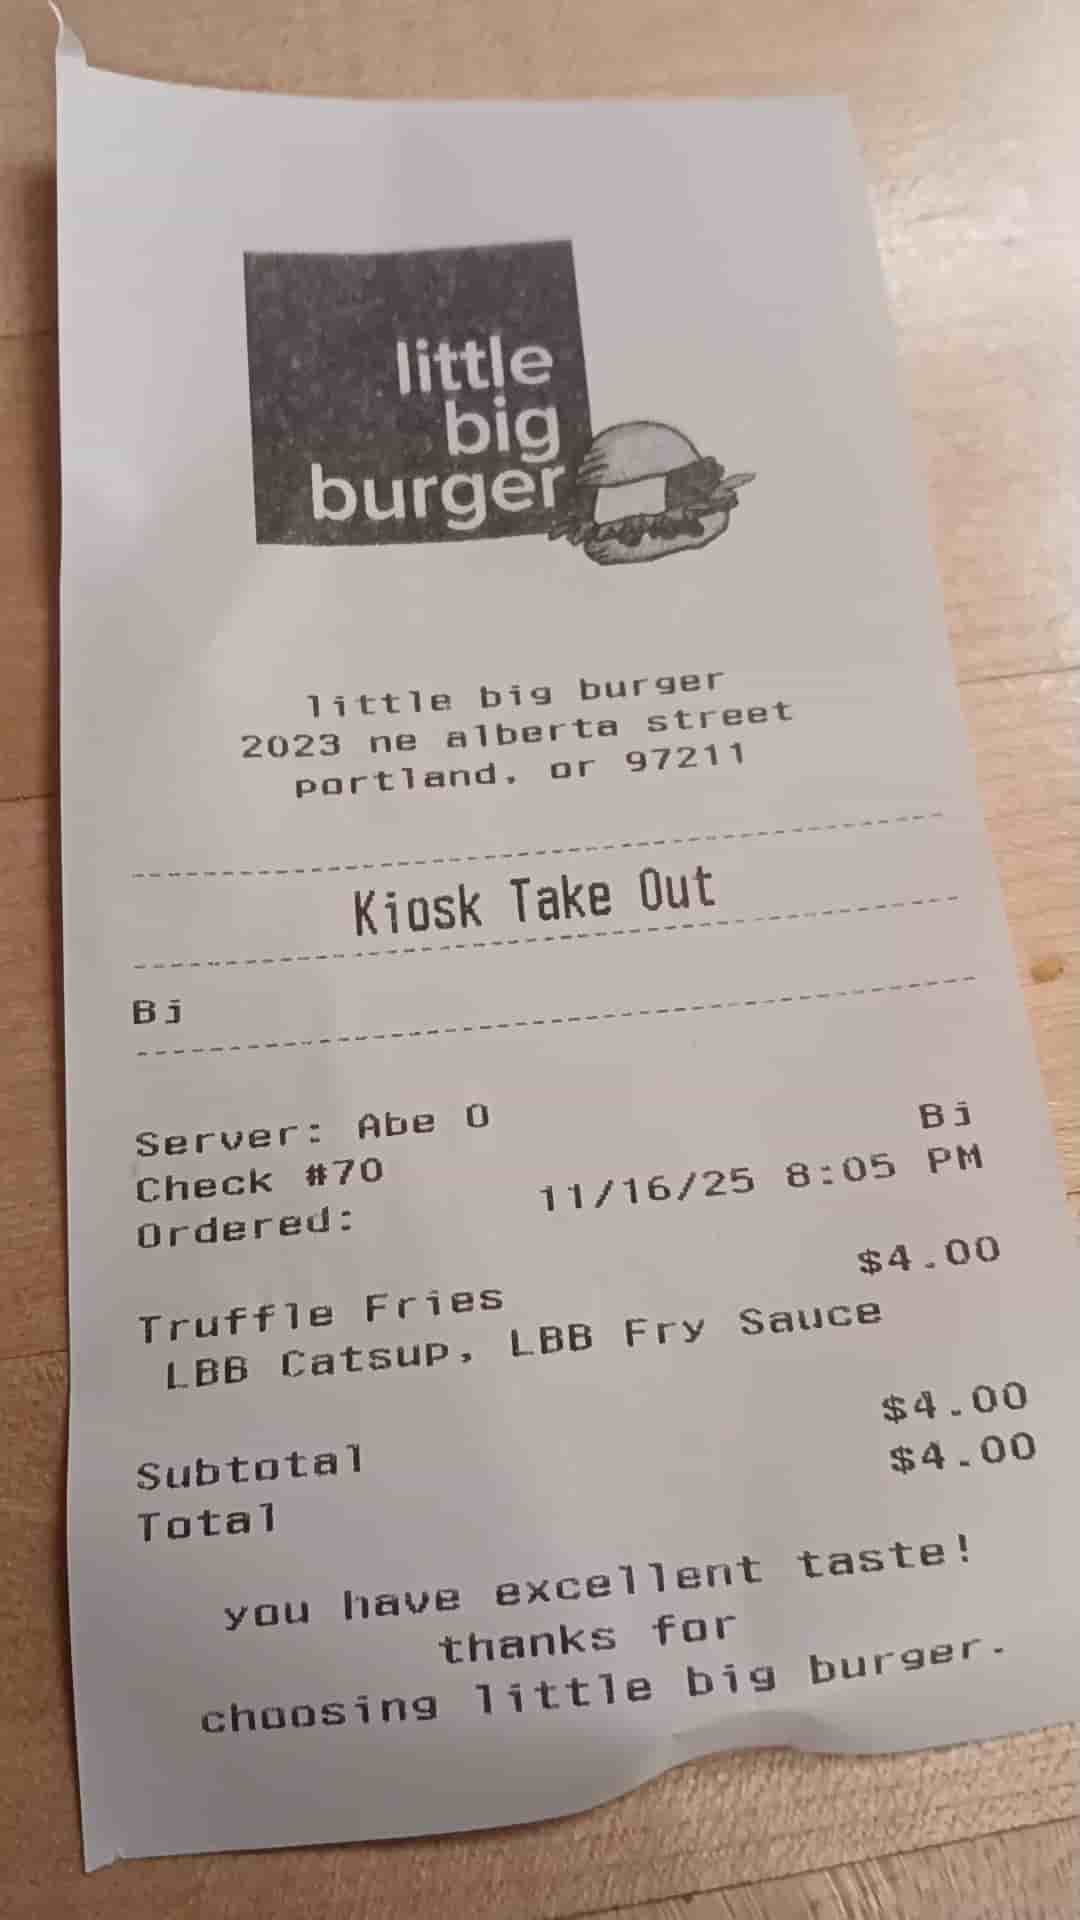 little
big
burger
little big burger
2023 ne alberta street
portland, or 97211
Kiosk Take Out
Bj
Server: Abe O
Check #70 Bj
Ordered: 11/16/25 8:05 PM
Truffle Fries $4.00
LBB Catsup, LBB Fry Sauce
Subtotal $4.00
Total $4.00
you have excellent taste!
thanks for
choosing little big burger.